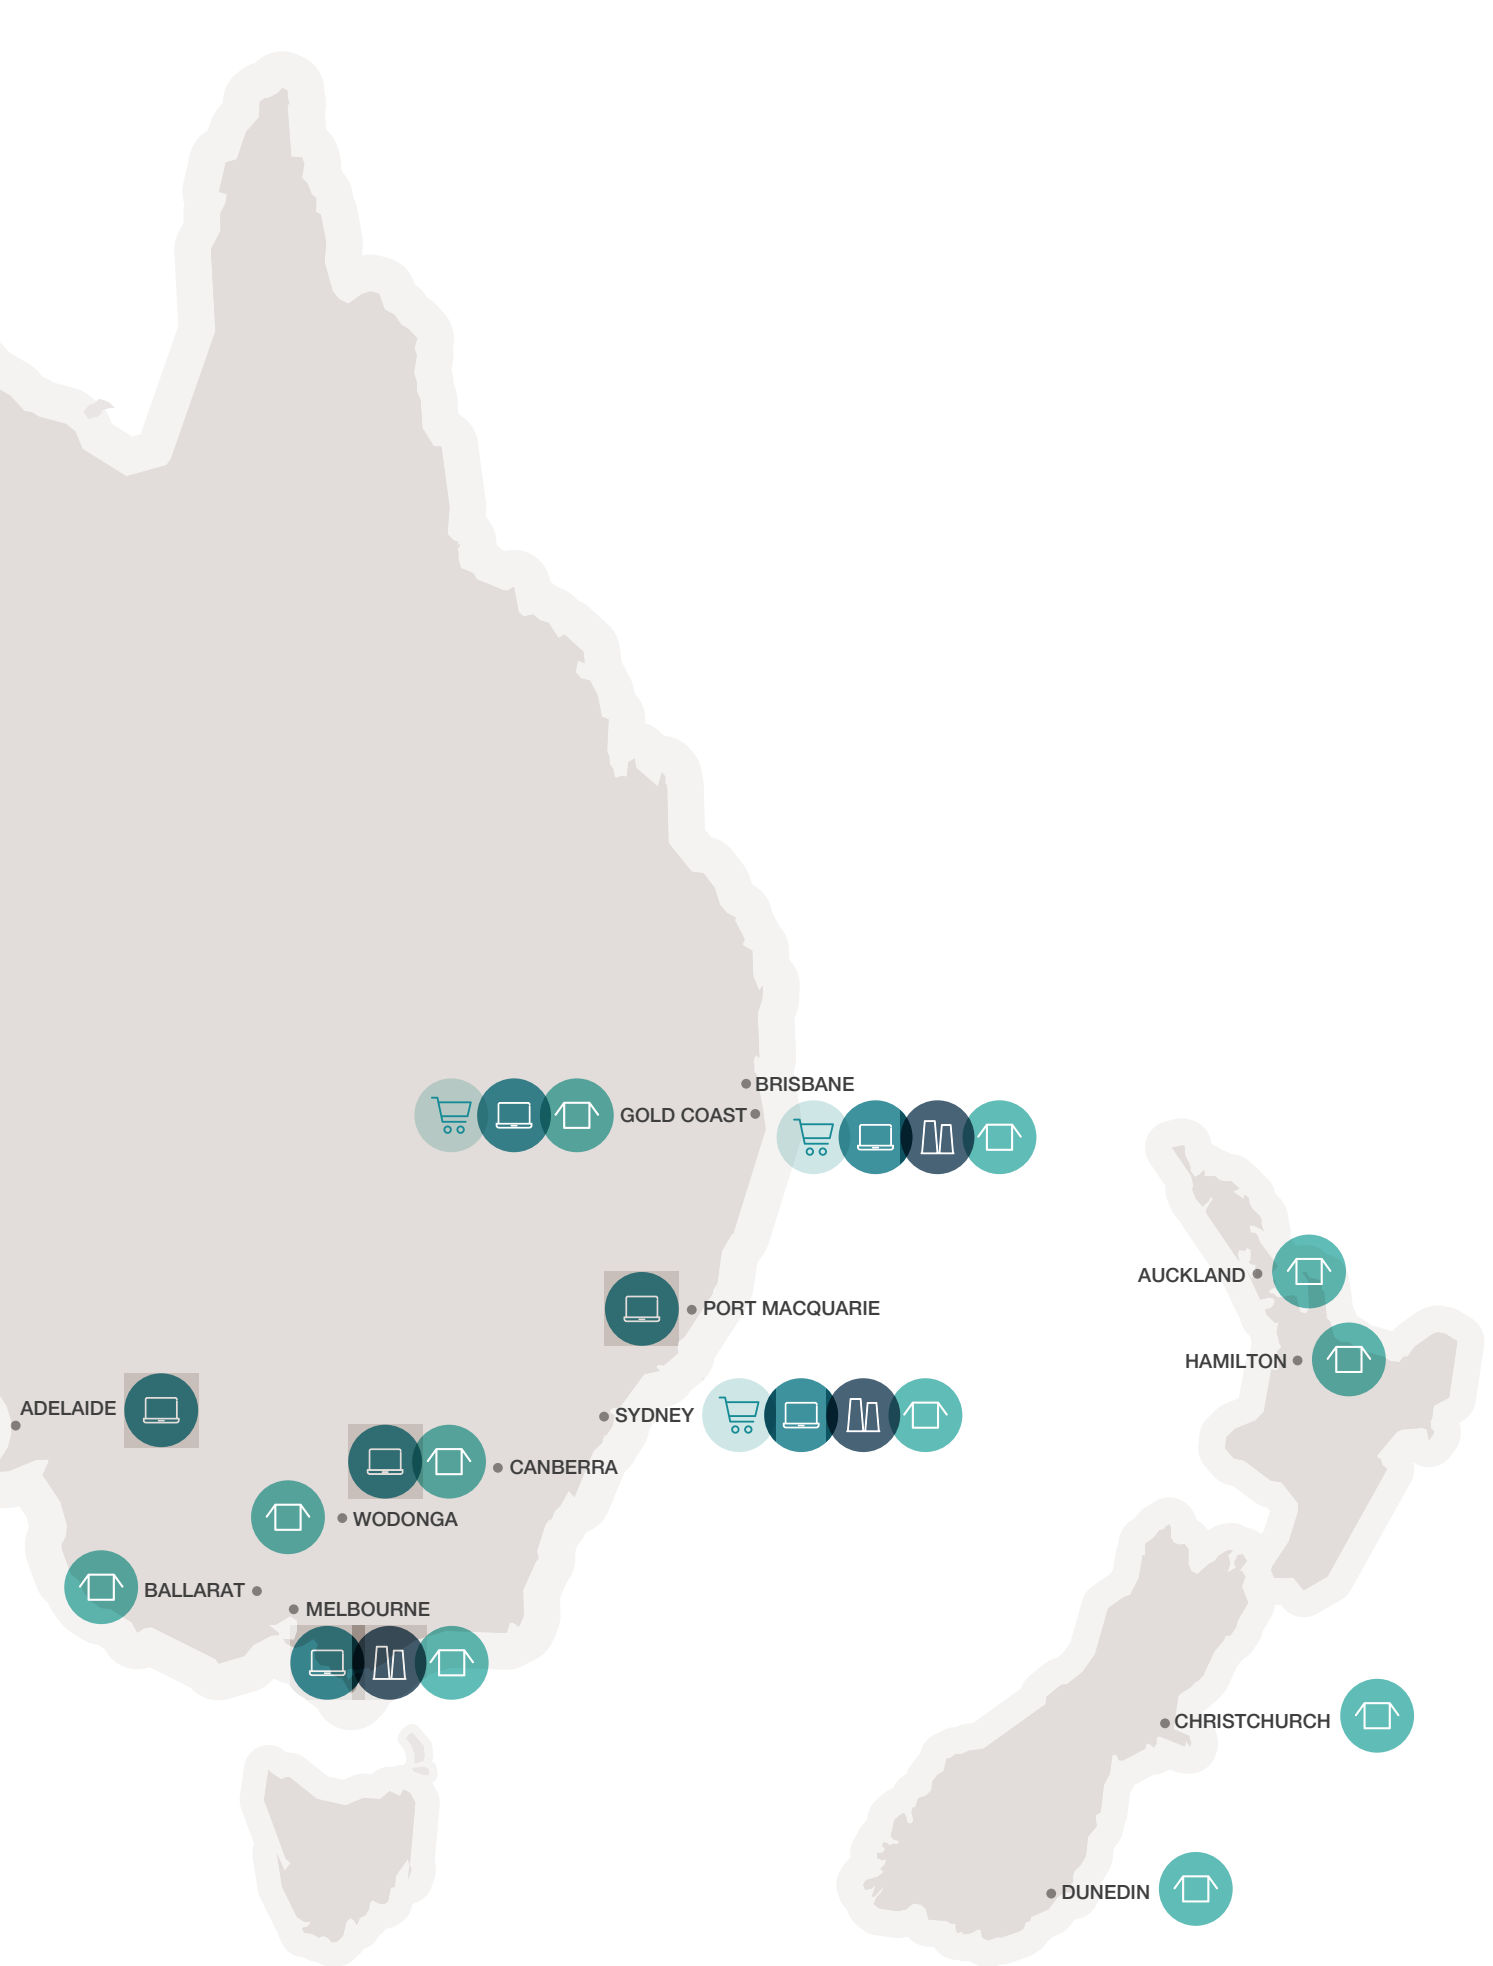 BRISBANE
GOLD COAST
AUCKLAND
PORT MACQUARIE
HAMILTON
ADELAIDE
SYDNEY
CANBERRA
WODONGA
BALLARAT
MELBOURNE
CHRISTCHURCH
DUNEDIN